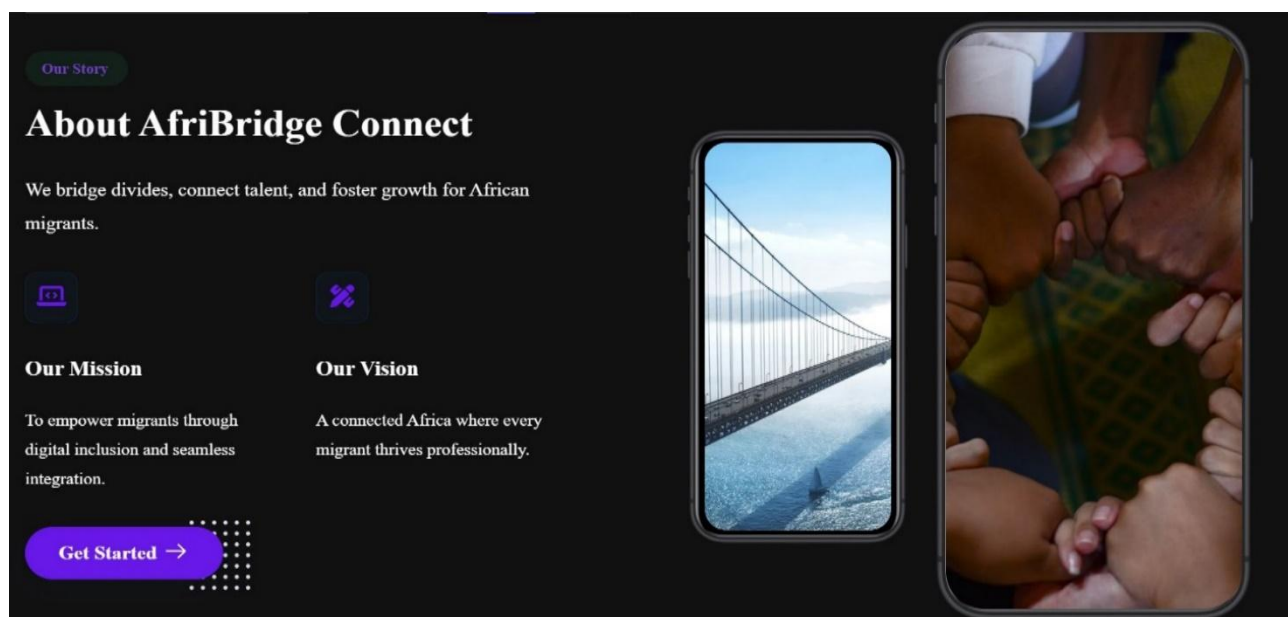 Our Story
About AfriBridge Connect
We bridge divides, connect talent, and foster growth for African
migrants.
Our Mission
To empower migrants through
digital inclusion and seamless
integration.
Our Vision
A connected Africa where every
migrant thrives professionally.
Get Started →